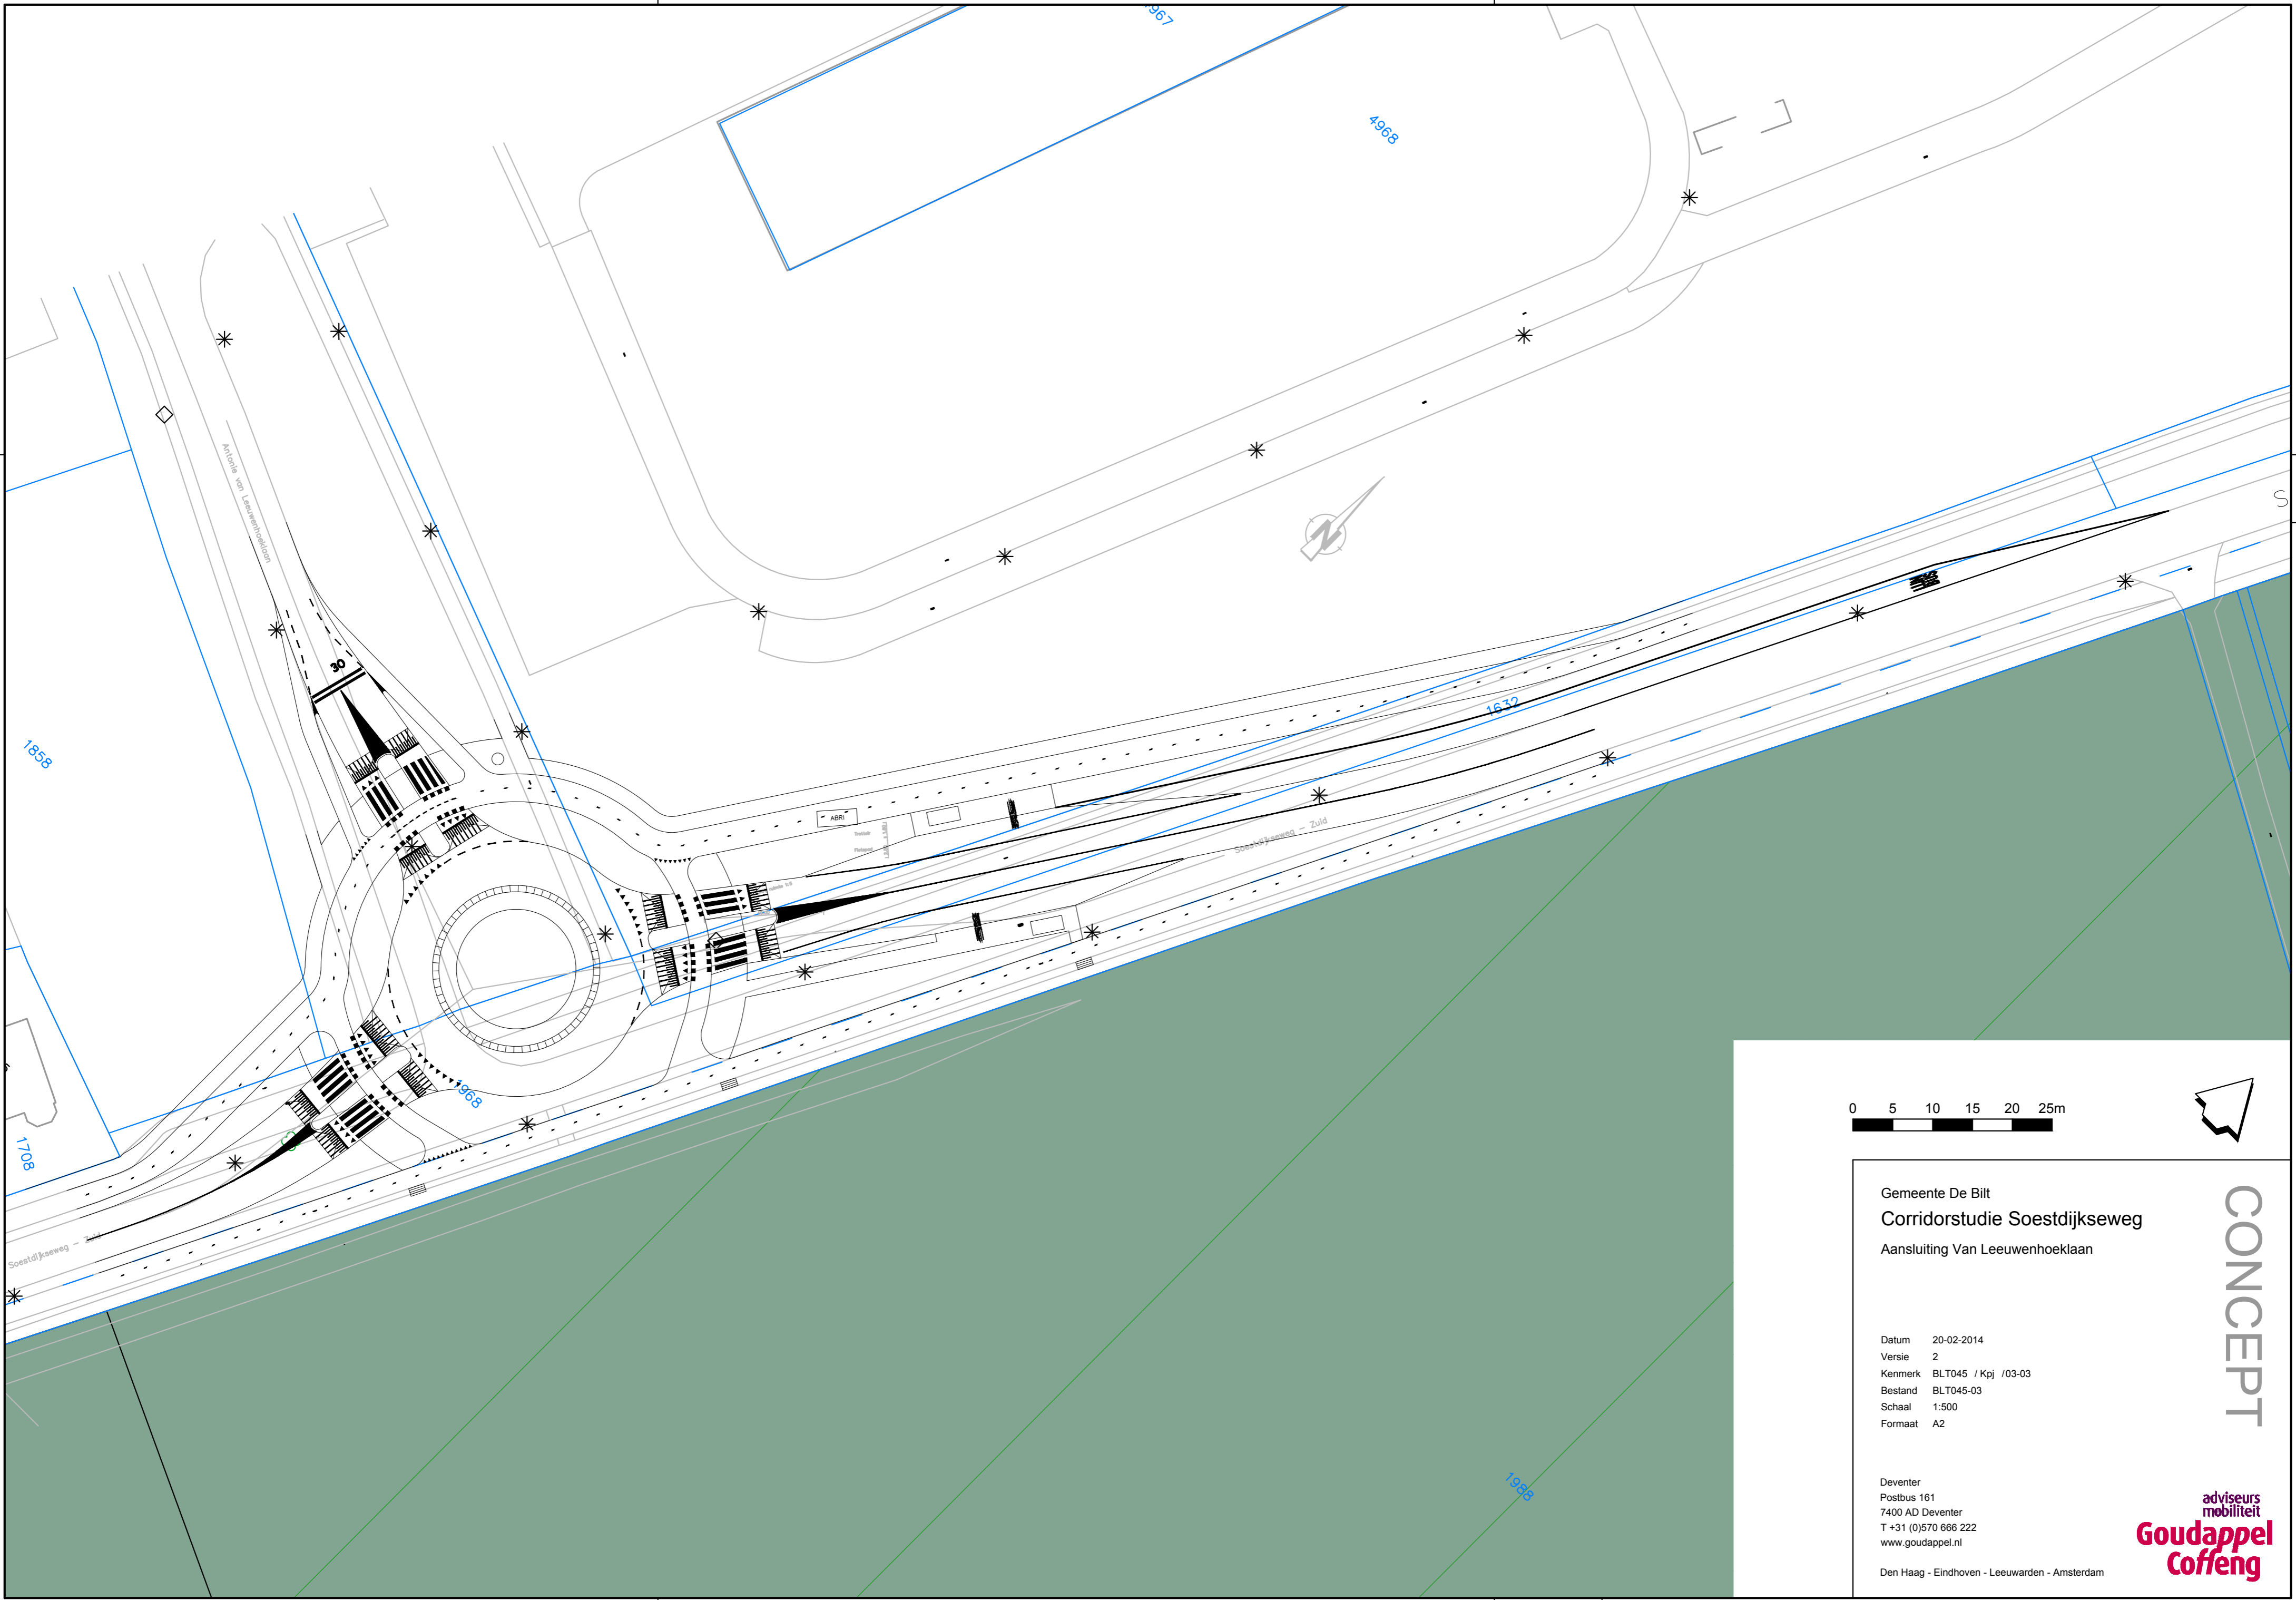 4967
4968
Antonie van Leeuwenhoeklaan
30
N
S
1632
1858
ABRI
Soestdijkseweg - Zuid
1968
1708
Soestdijkseweg - Zuid
1988
0 5 10 15 20 25m
Gemeente De Bilt
Corridorstudie Soestdijkseweg
Aansluiting Van Leeuwenhoeklaan
CONCEPT
Datum 20-02-2014
Versie 2
Kenmerk BLT045 / Kpj /03-03
Bestand BLT045-03
Schaal 1:500
Formaat A2
Deventer
Postbus 161
7400 AD Deventer
T +31 (0)570 666 222
www.goudappel.nl
Den Haag - Eindhoven - Leeuwarden - Amsterdam
adviseurs
mobiliteit
Goudappel
Coffeng